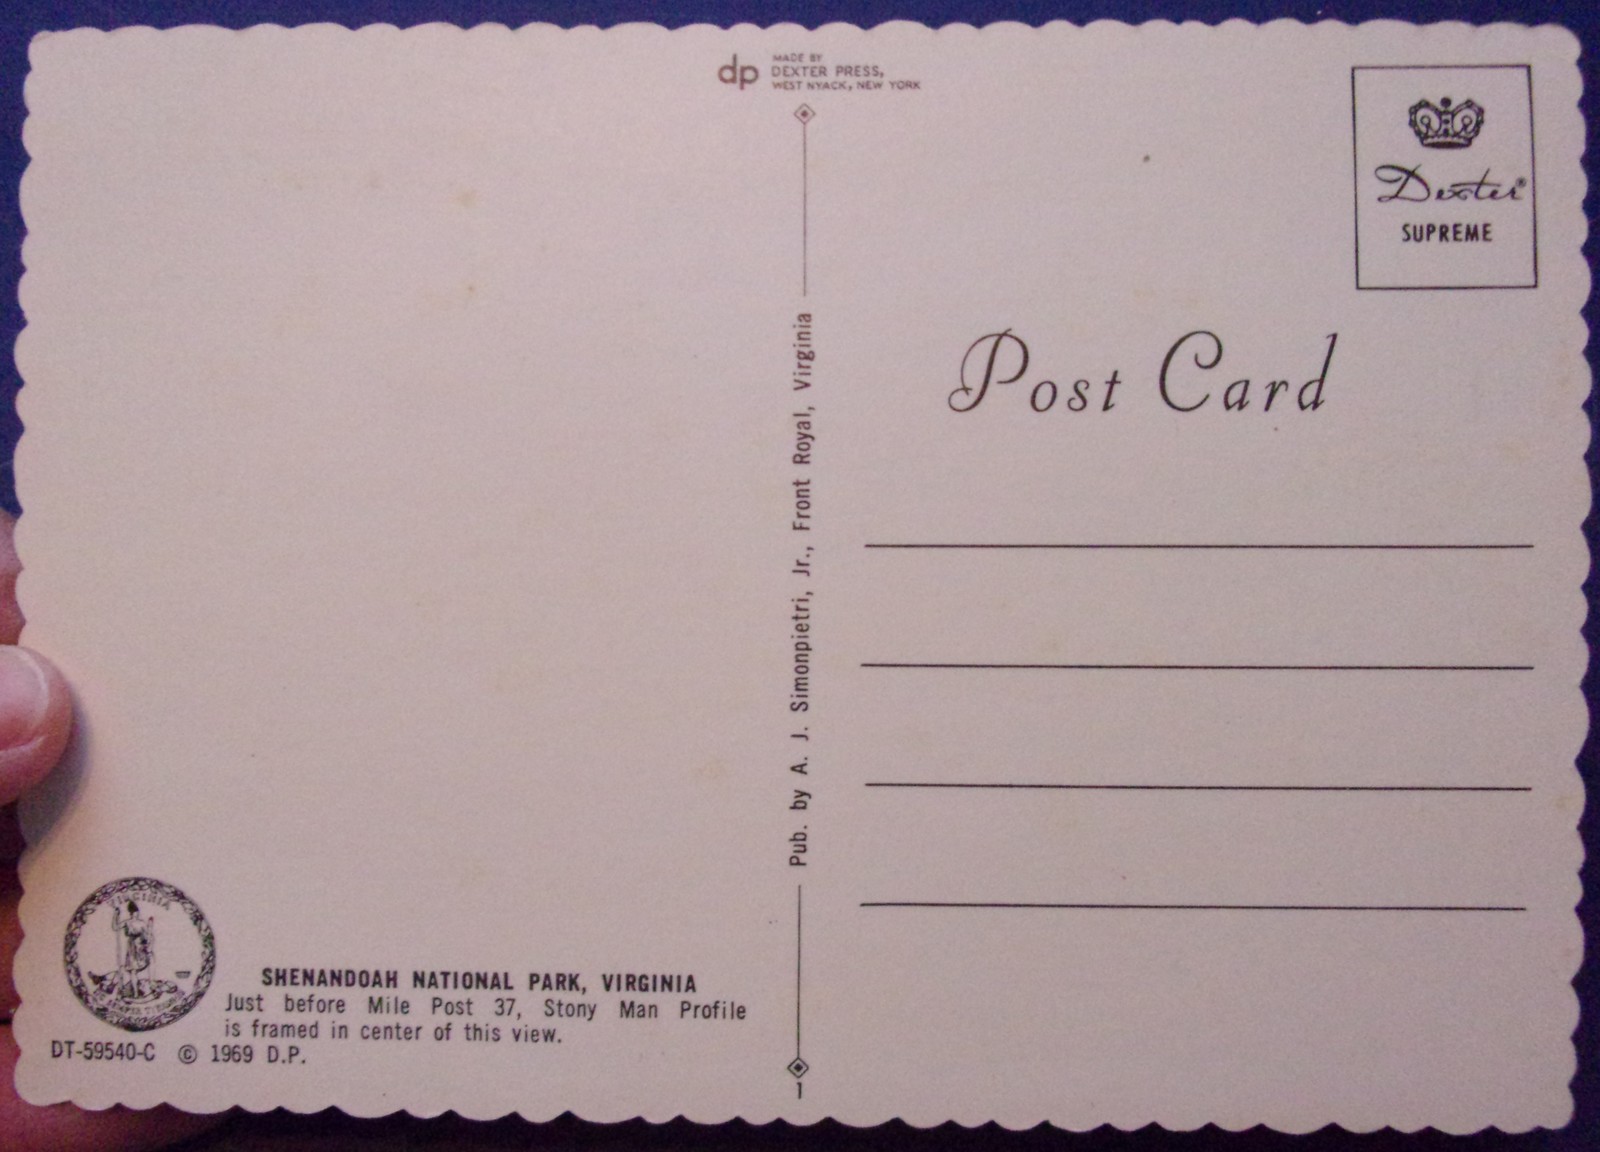 dp
MADE BY
DEXTER PRESS,
WEST NYACK, NEW YORK
Dexter®
SUPREME
Post Card
Pub. by A. J. Simonpietri, Jr., Front Royal, Virginia
VIRGINIA
SHENANDOAH NATIONAL PARK, VIRGINIA
Just before Mile Post 37, Stony Man Profile
is framed in center of this view.
DT-59540-C © 1969 D.P.
1